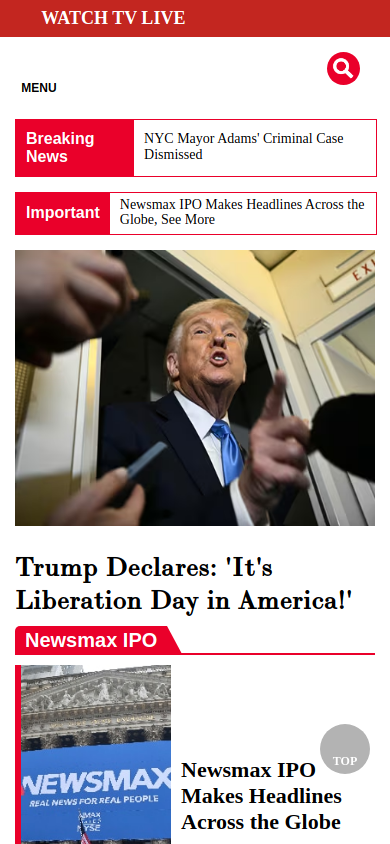 WATCH TV LIVE
MENU
Breaking
News
NYC Mayor Adams' Criminal Case
Dismissed
Important
Newsmax IPO Makes Headlines Across the
Globe, See More
EXI
Trump Declares: 'It's
Liberation Day in America!'
Newsmax IPO
NEWSMAX
REAL NEWS FOR REAL PEOPLE
NMAX
NYSE
Newsmax IPO
Makes Headlines
Across the Globe
TOP